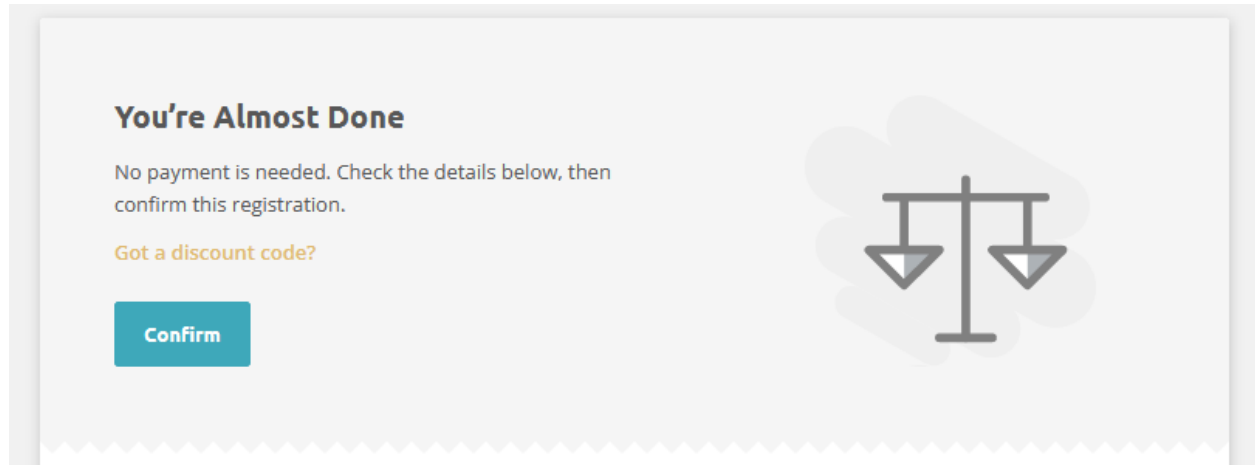 You’re Almost Done
No payment is needed. Check the details below, then
confirm this registration.
Got a discount code?
Confirm